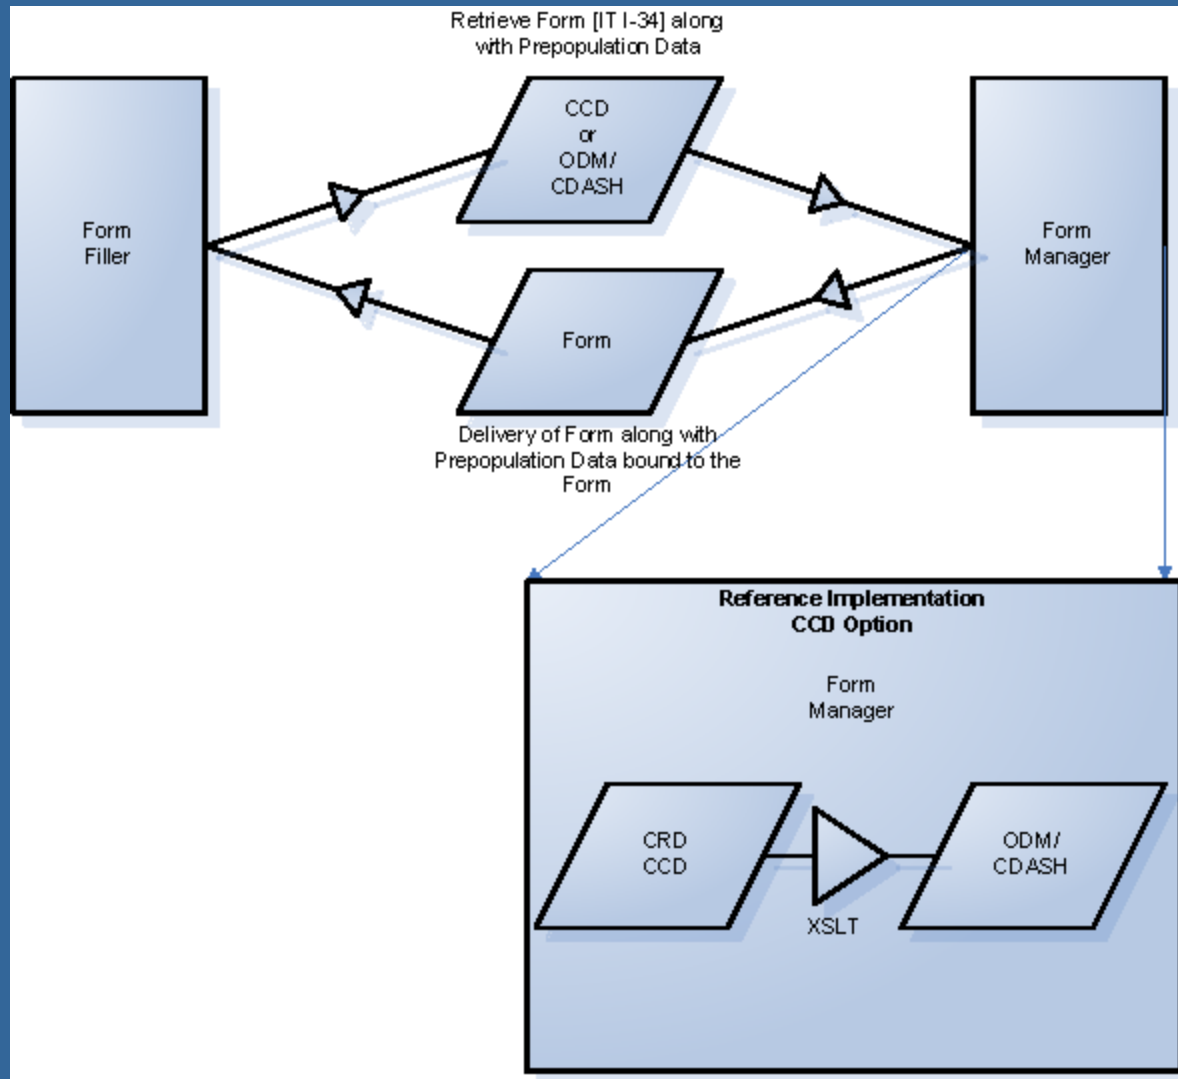 Retrieve Form [ITI-34] along
with Prepopulation Data
CCD
or
ODM/
CDASH
Form
Filler
Form
Manager
Form
Delivery of Form along with
Prepopulation Data bound to the
Form
Reference Implementation
CCD Option
Form
Manager
CRD
CCD
XSLT
ODM/
CDASH